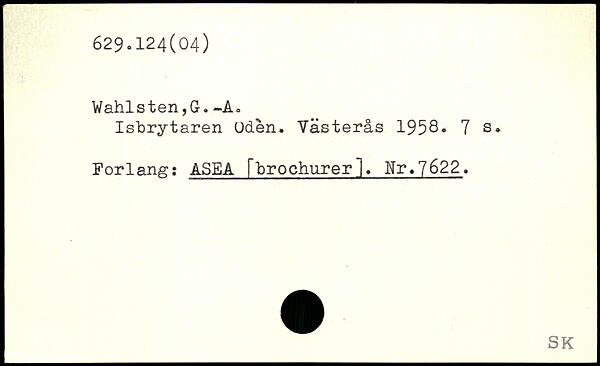 629.124(04)
Wahlsten,G.-A.
Isbrytaren Odèn. Västerås 1958. 7 s.
Forlang: ASEA [brochurer]. Nr.7622.
SK